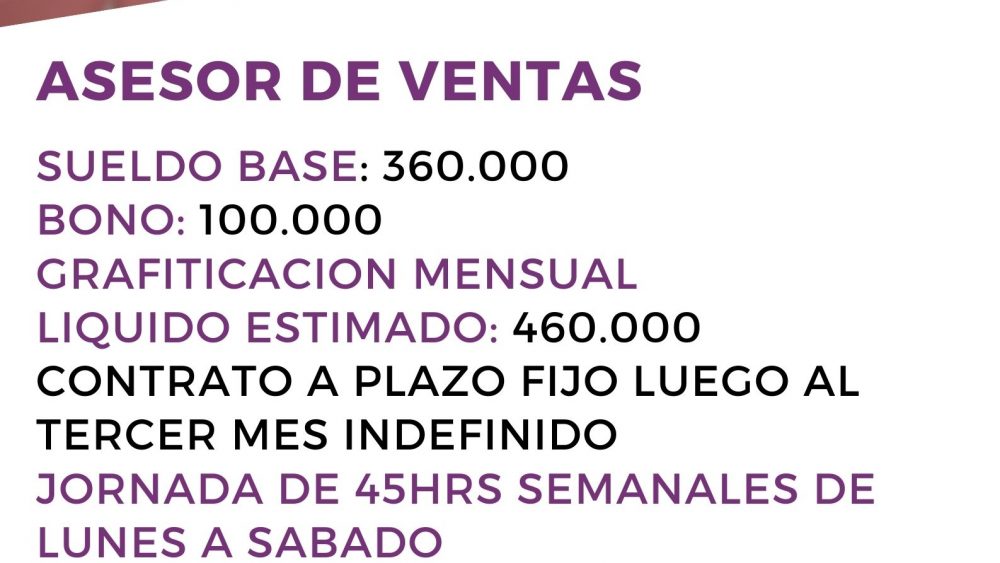 ASESOR DE VENTAS
SUELDO BASE: 360.000
BONO: 100.000
GRAFITICACION MENSUAL
LIQUIDO ESTIMADO: 460.000
CONTRATO A PLAZO FIJO LUEGO AL
TERCER MES INDEFINIDO
JORNADA DE 45HRS SEMANALES DE
LUNES A SABADO